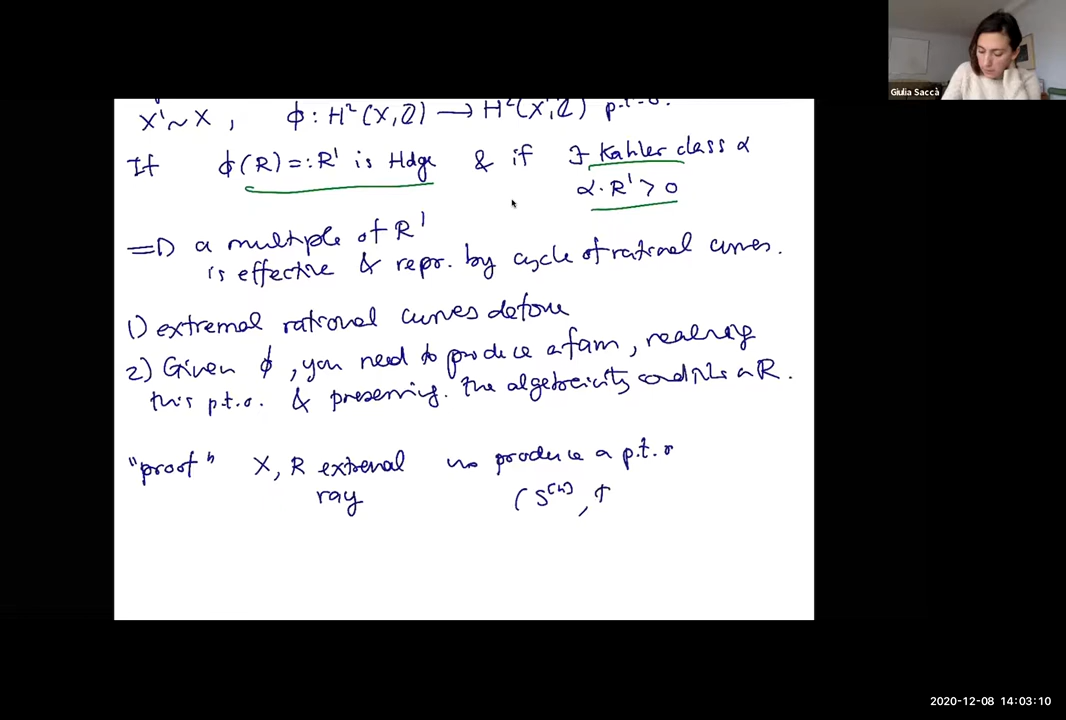 Giulia Saccà
X' ~ X , ϕ : H²(X,Z) → H²(X',Z) p.t.o.
If ϕ(R) =: R' is Hdge & if ∃ Kahler class α
α · R' > 0
⇒ a multiple of R'
is effective & repr. by cycle of rational curves.
1) extremal rational curves deform
2) Given ϕ , you need to produce a fam , realizing
this p.t.o. & preserving the algebraicity on R .
"proof" X, R extremal ⇝ produce a p.t.o
ray (S⁽ⁿ⁾ ,
2020-12-08 14:03:10